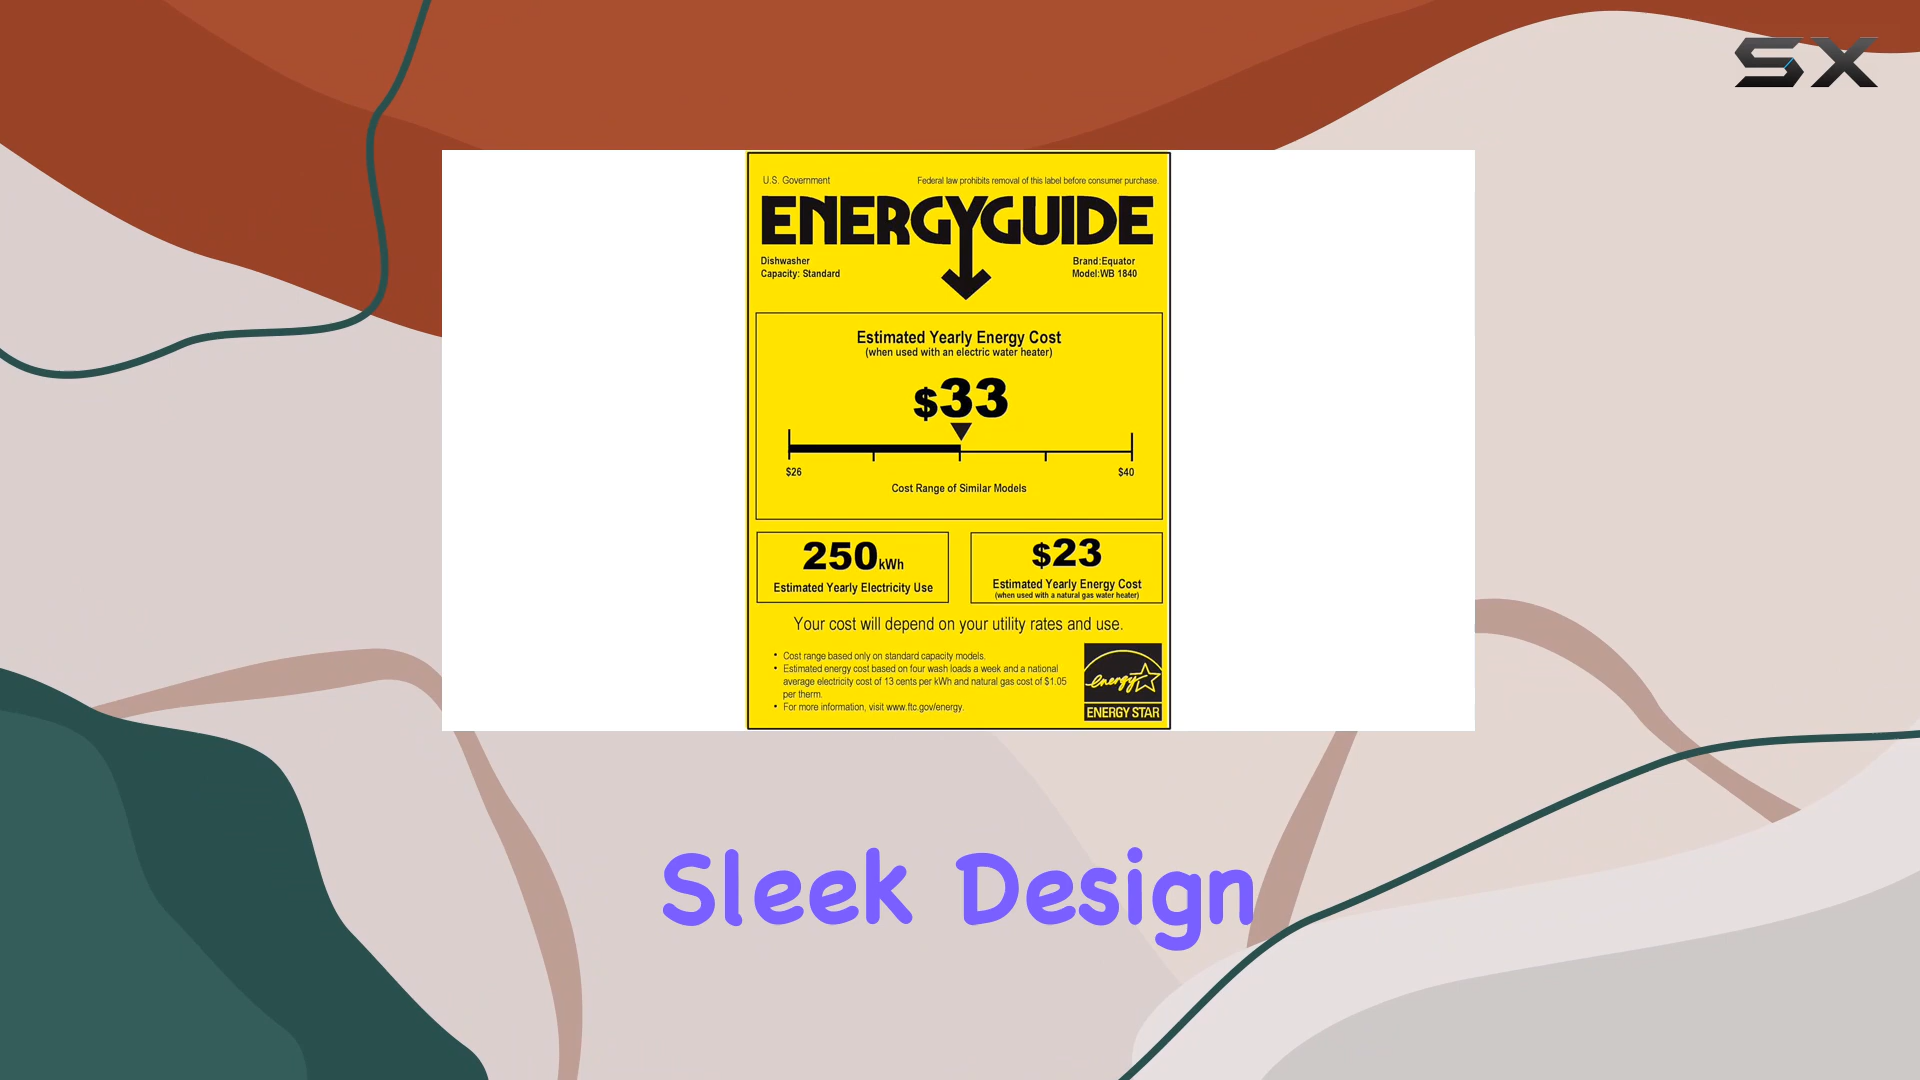 SX
U.S. Government
Federal law prohibits removal of this label before consumer purchase.
ENERGYGUIDE
Dishwasher
Capacity: Standard
Brand:Equator
Model:WB 1840
Estimated Yearly Energy Cost
(when used with an electric water heater)
$33
$26
$40
Cost Range of Similar Models
250kWh
Estimated Yearly Electricity Use
$23
Estimated Yearly Energy Cost
(when used with a natural gas water heater)
Your cost will depend on your utility rates and use.
• Cost range based only on standard capacity models.
• Estimated energy cost based on four wash loads a week and a national
average electricity cost of 13 cents per kWh and natural gas cost of $1.05
per therm.
• For more information, visit www.ftc.gov/energy.
energy
ENERGY STAR
Sleek Design